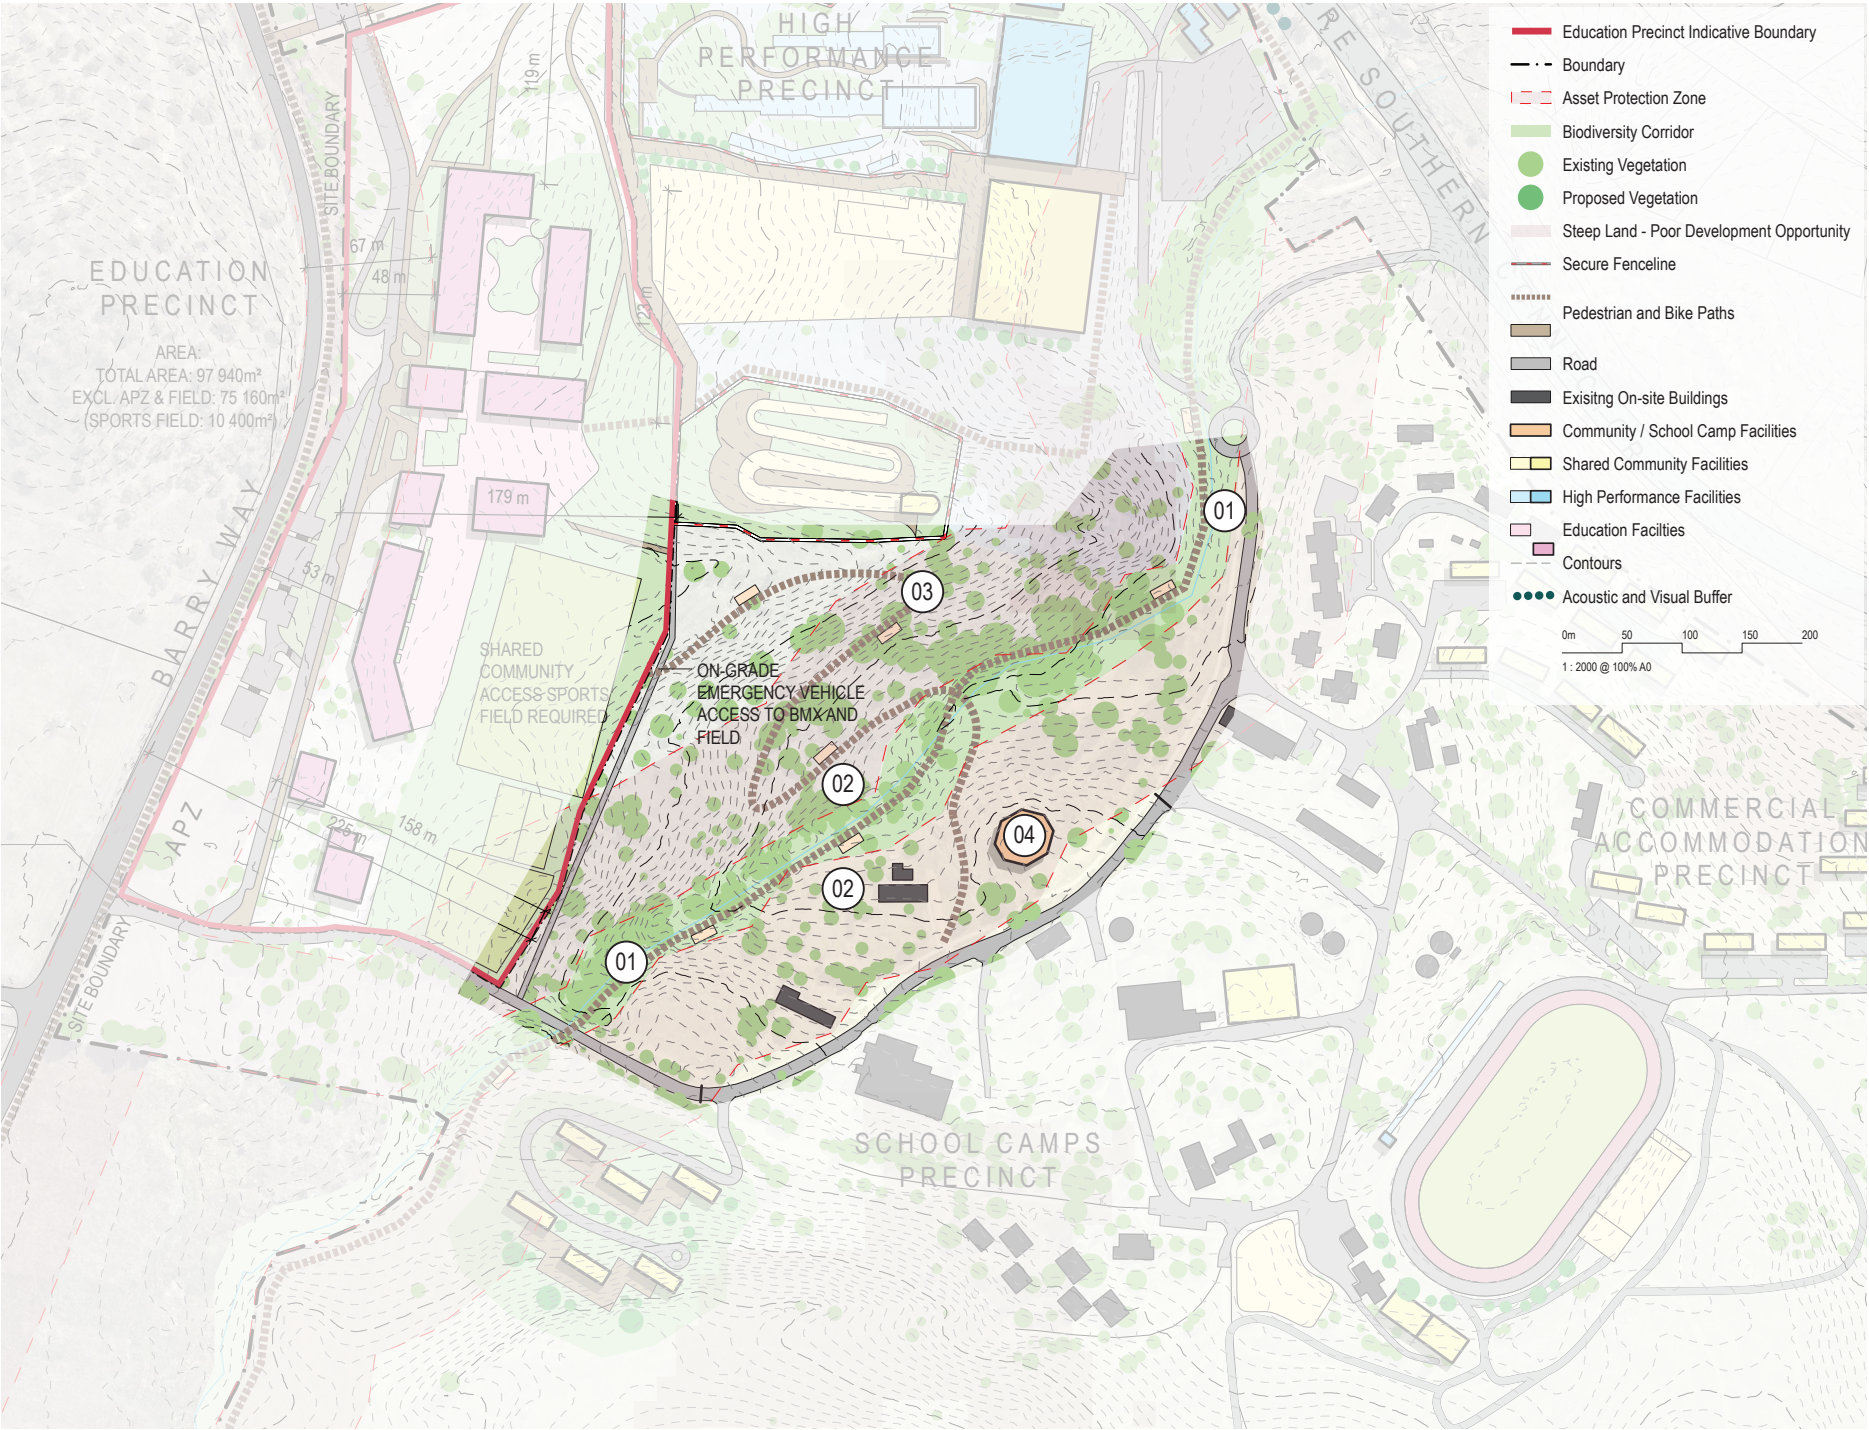 HIGH
PERFORMANCE
PRECINCT
RE SOUTHERN
119 m
SITE BOUNDARY
67 m
48 m
123 m
EDUCATION
PRECINCT
AREA:
TOTAL AREA: 97 940m²
EXCL. APZ & FIELD: 75 160m²
(SPORTS FIELD: 10 400m²)
BARRY WAY
179 m
53 m
SHARED
COMMUNITY
ACCESS SPORTS
FIELD REQUIRED
ON-GRADE
EMERGENCY VEHICLE
ACCESS TO BMX AND
FIELD
APZ
225 m
158 m
SITE BOUNDARY
01
03
02
02
04
01
SCHOOL CAMPS
PRECINCT
COMMERCIAL
ACCOMMODATION
PRECINCT
Education Precinct Indicative Boundary
Boundary
Asset Protection Zone
Biodiversity Corridor
Existing Vegetation
Proposed Vegetation
Steep Land - Poor Development Opportunity
Secure Fenceline
Pedestrian and Bike Paths
Road
Exisitng On-site Buildings
Community / School Camp Facilities
Shared Community Facilities
High Performance Facilities
Education Facilties
Contours
Acoustic and Visual Buffer
0m 50 100 150 200
1 : 2000 @ 100% A0